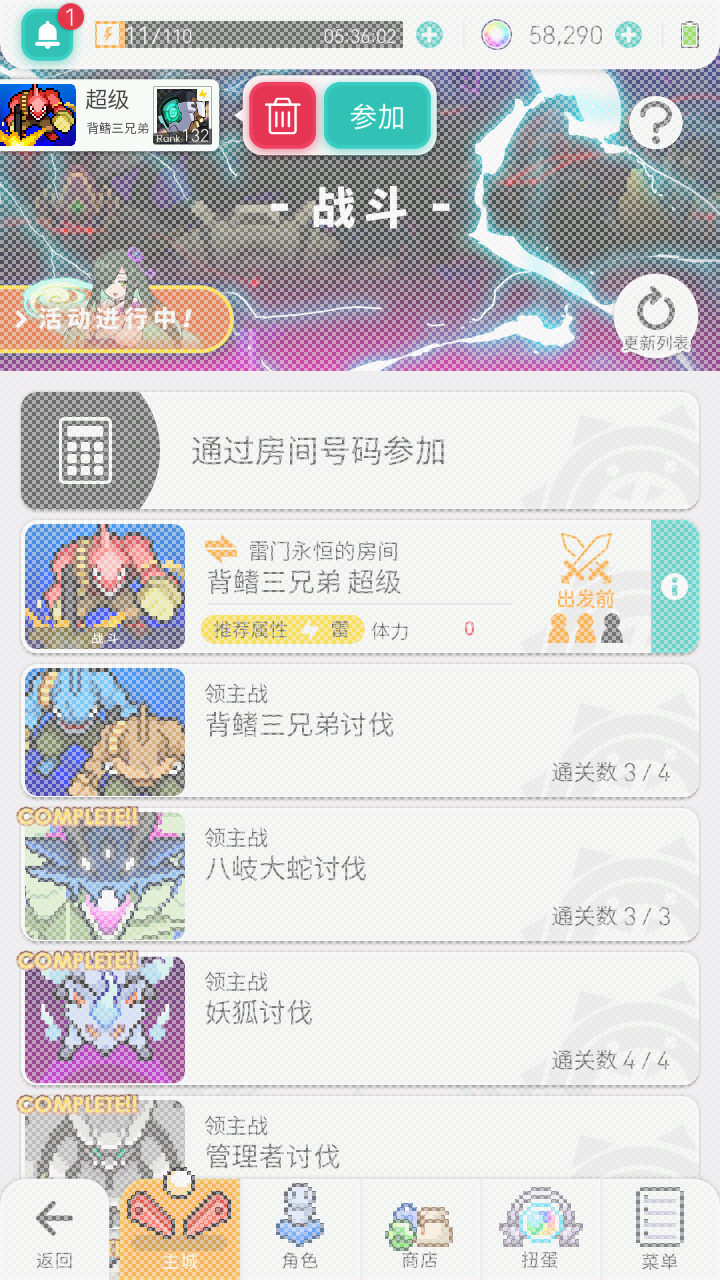 1
11/110
05:36:02
58,290
超级
背鳍三兄弟
Rank 132
参加
?
- 战斗 -
> 活动进行中!
更新列表
通过房间号码参加
雷门永恒的房间
背鳍三兄弟 超级
出发前
战斗
推荐属性 雷 体力 0
领主战
背鳍三兄弟讨伐
通关数 3 / 4
COMPLETE!!
领主战
八岐大蛇讨伐
通关数 3 / 3
COMPLETE!!
领主战
妖狐讨伐
通关数 4 / 4
COMPLETE!!
领主战
管理者讨伐
返回
主城
角色
商店
扭蛋
菜单